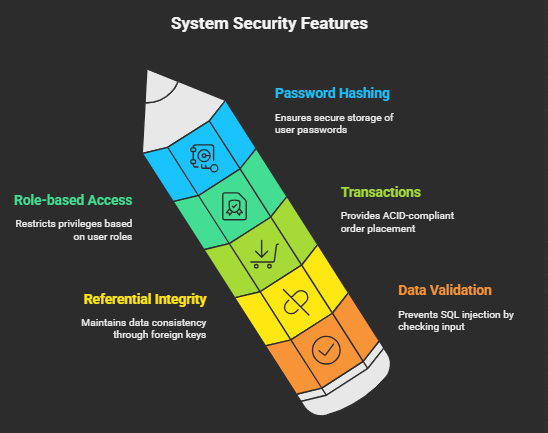 System Security Features
Password Hashing
Ensures secure storage of
user passwords
Role-based Access
Restricts privileges based
on user roles
Transactions
Provides ACID-compliant
order placement
Referential Integrity
Maintains data consistency
through foreign keys
Data Validation
Prevents SQL injection by
checking input